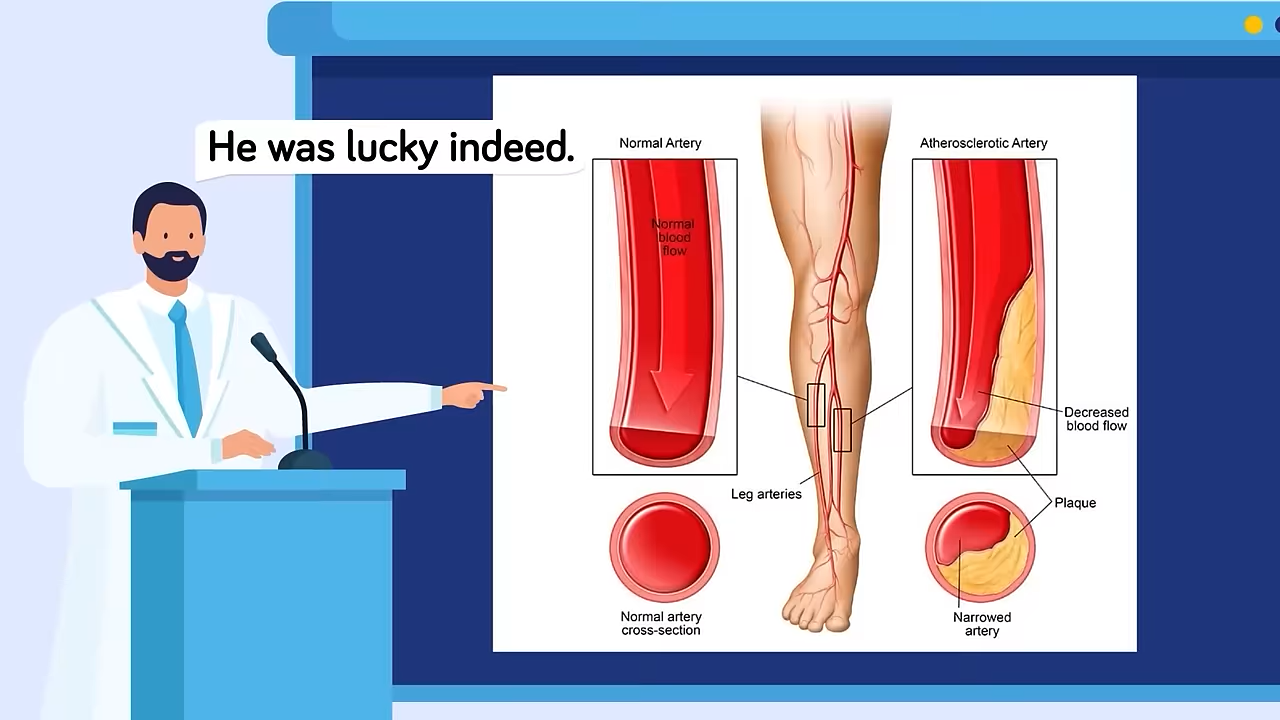 He was lucky indeed.
Normal Artery
Atherosclerotic Artery
Normal
blood
flow
Decreased
blood flow
Leg arteries
Plaque
Normal artery
cross-section
Narrowed
artery